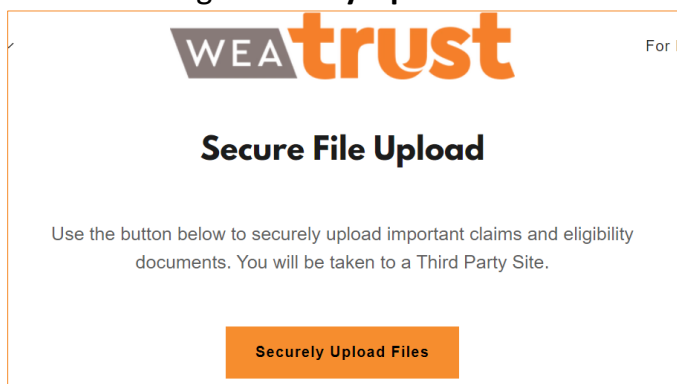 WEA trust
For
Secure File Upload
Use the button below to securely upload important claims and eligibility
documents. You will be taken to a Third Party Site.
Securely Upload Files